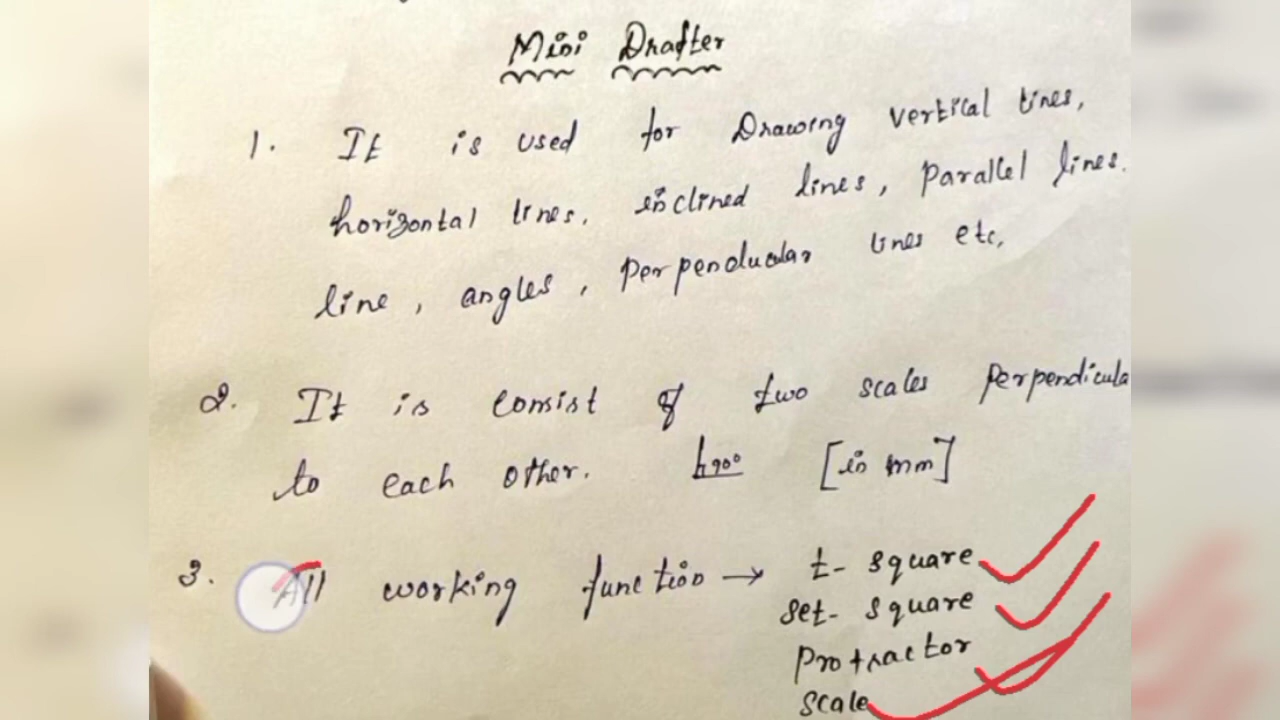 Mini Drafter
1. It is used for Drawing vertical lines,
horizontal lines, inclined lines, parallel lines.
line, angles, perpendicular lines etc,
2. It is consist of two scales perpendicula
to each other. 90° [in mm]
3. All working function → t- square
set- square
protractor
scale